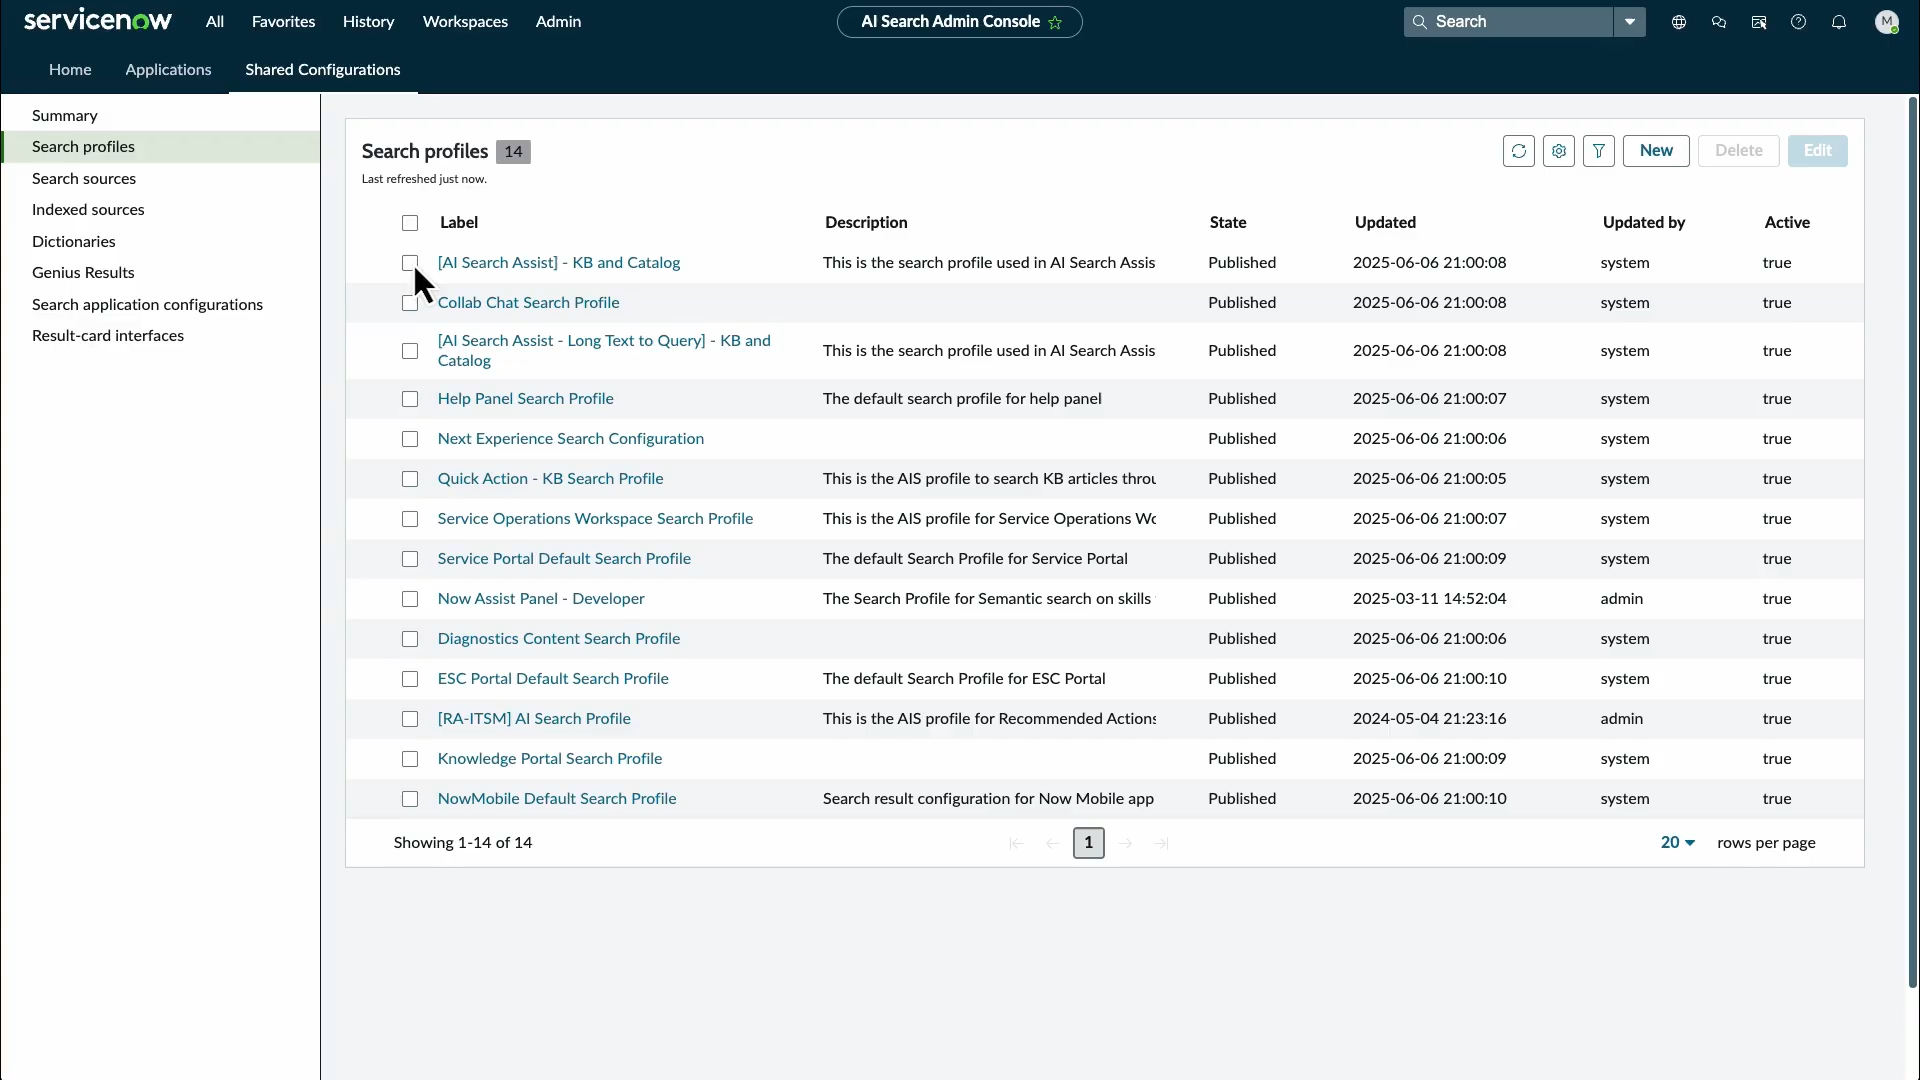 servicenow All Favorites History Workspaces Admin AI Search Admin Console Search M
Home Applications Shared Configurations
Summary
Search profiles
Search sources
Indexed sources
Dictionaries
Genius Results
Search application configurations
Result-card interfaces
Search profiles 14 New Delete Edit
Last refreshed just now.
Label Description State Updated Updated by Active
[AI Search Assist] - KB and Catalog This is the search profile used in AI Search Assis Published 2025-06-06 21:00:08 system true
Collab Chat Search Profile Published 2025-06-06 21:00:08 system true
[AI Search Assist - Long Text to Query] - KB and
Catalog This is the search profile used in AI Search Assis Published 2025-06-06 21:00:08 system true
Help Panel Search Profile The default search profile for help panel Published 2025-06-06 21:00:07 system true
Next Experience Search Configuration Published 2025-06-06 21:00:06 system true
Quick Action - KB Search Profile This is the AIS profile to search KB articles throu Published 2025-06-06 21:00:05 system true
Service Operations Workspace Search Profile This is the AIS profile for Service Operations Wo Published 2025-06-06 21:00:07 system true
Service Portal Default Search Profile The default Search Profile for Service Portal Published 2025-06-06 21:00:09 system true
Now Assist Panel - Developer The Search Profile for Semantic search on skills Published 2025-03-11 14:52:04 admin true
Diagnostics Content Search Profile Published 2025-06-06 21:00:06 system true
ESC Portal Default Search Profile The default Search Profile for ESC Portal Published 2025-06-06 21:00:10 system true
[RA-ITSM] AI Search Profile This is the AIS profile for Recommended Actions Published 2024-05-04 21:23:16 admin true
Knowledge Portal Search Profile Published 2025-06-06 21:00:09 system true
NowMobile Default Search Profile Search result configuration for Now Mobile app Published 2025-06-06 21:00:10 system true
Showing 1-14 of 14 1 20 rows per page